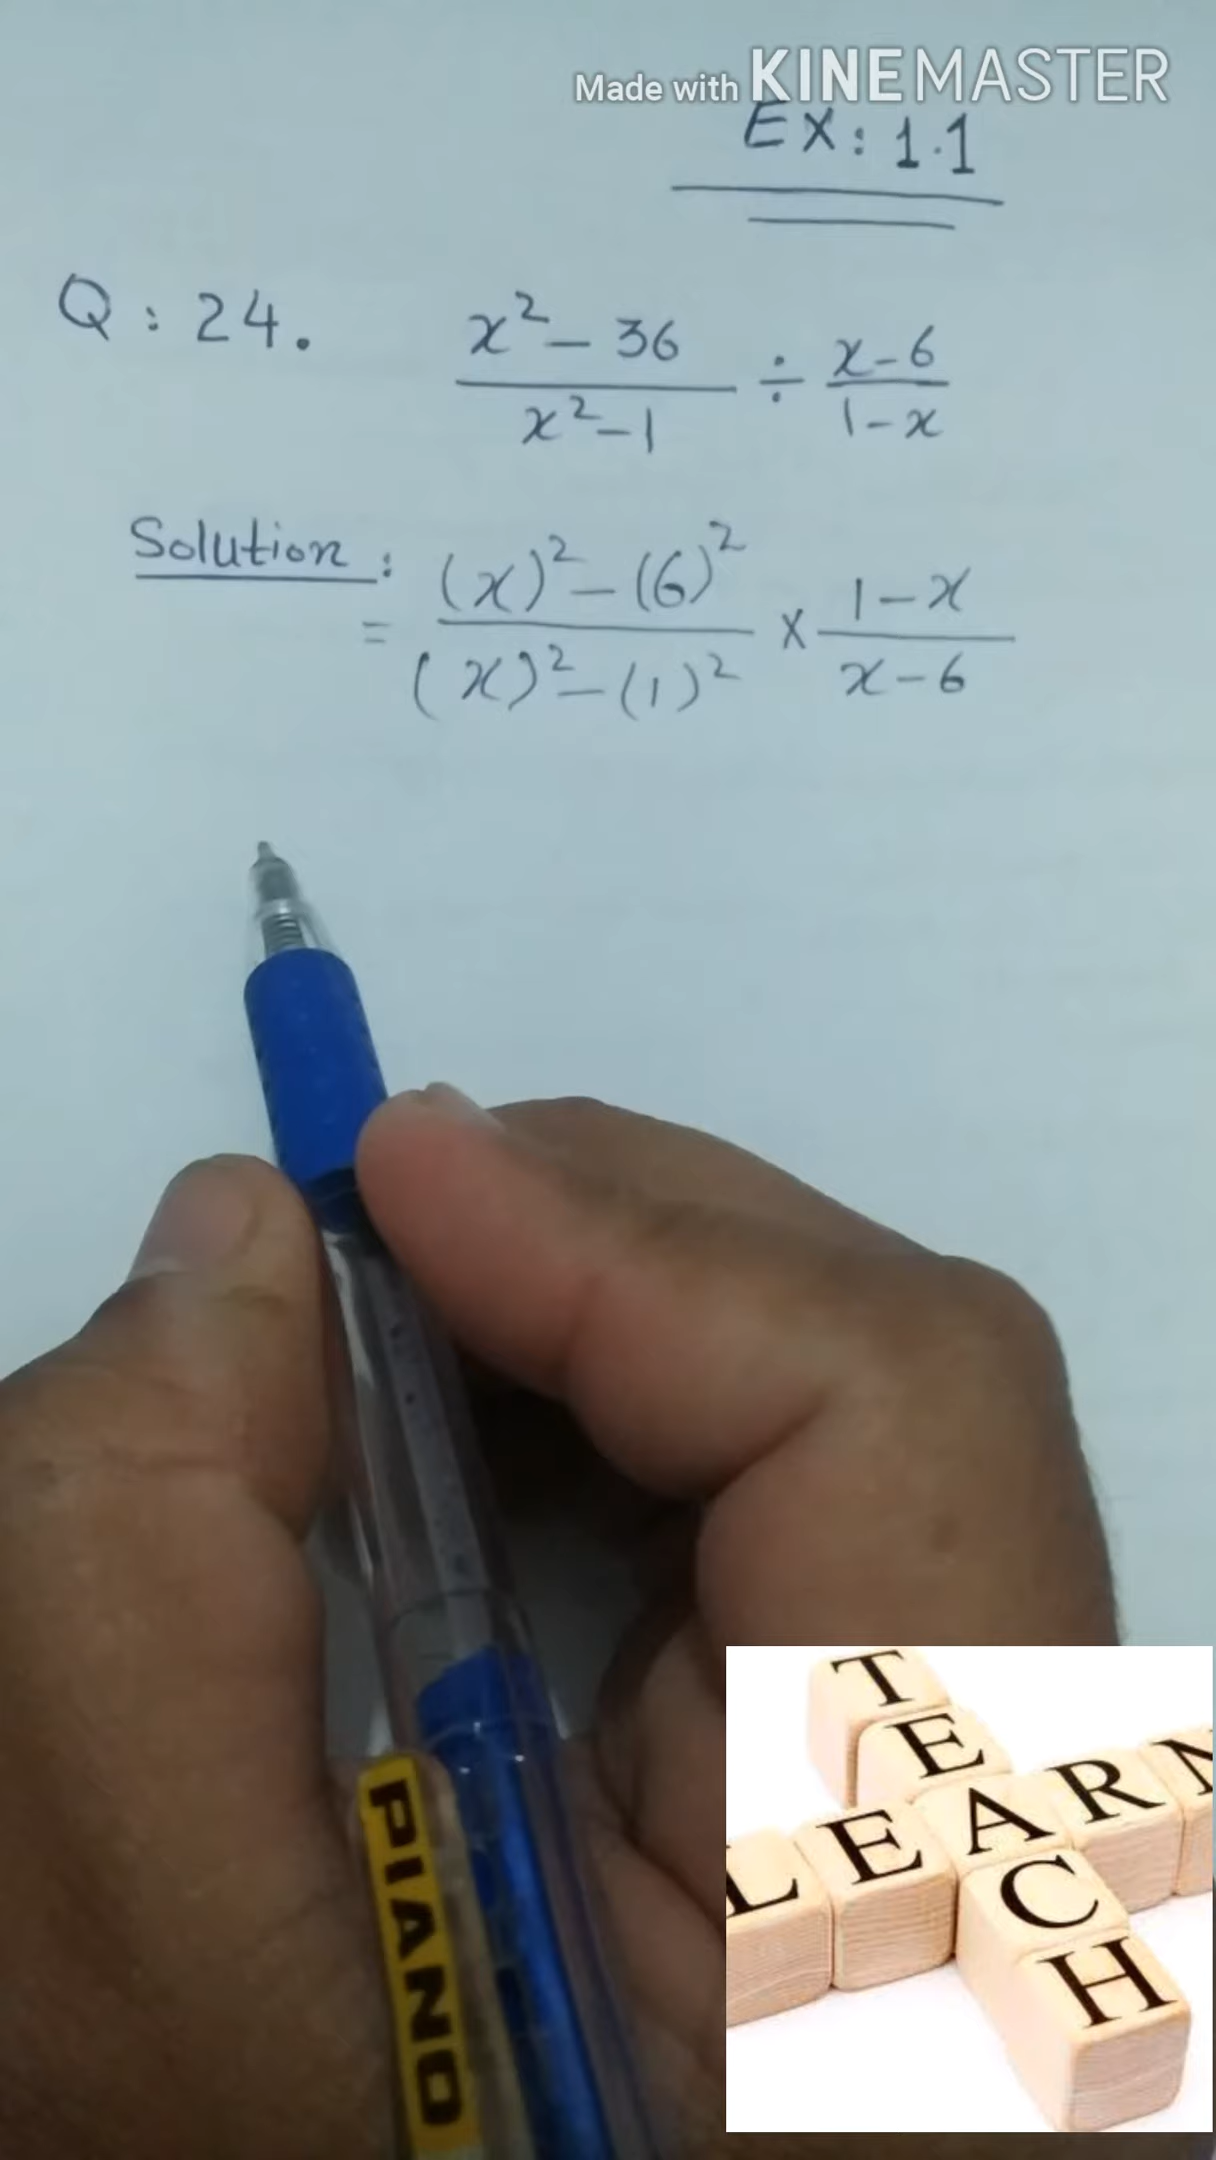 Made with KINEMASTER
EX: 1.1
Q: 24. x² - 36 / x² - 1 ÷ x - 6 / 1 - x
Solution:
= (x)² - (6)² / (x)² - (1)² × 1 - x / x - 6
PIANO
TEACH
LEARN